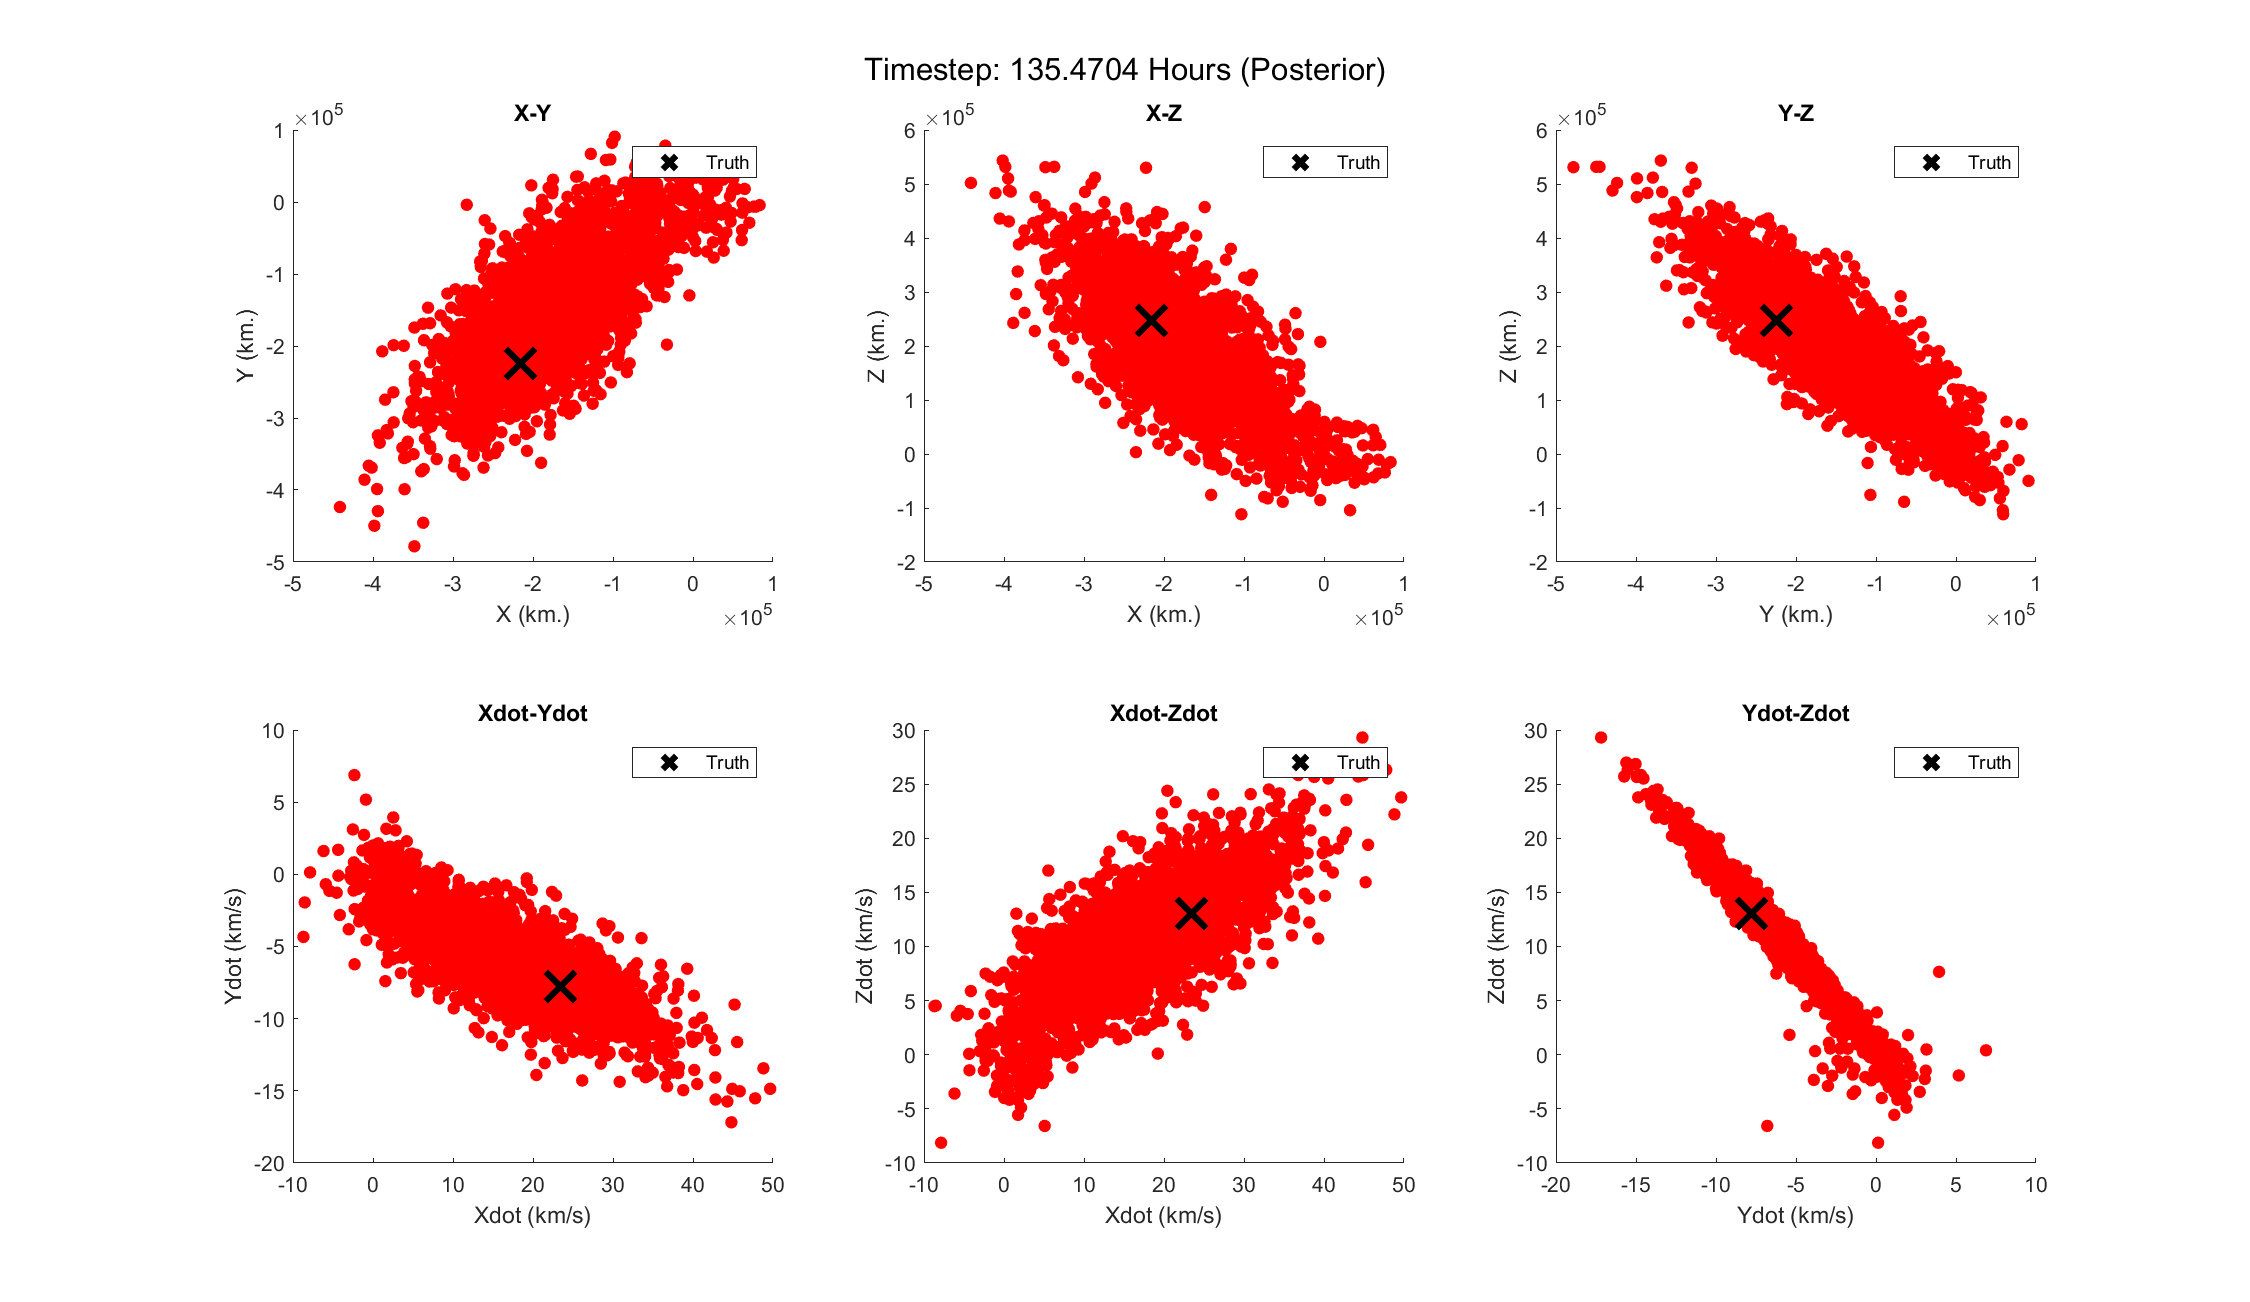 Timestep: 135.4704 Hours (Posterior)
X-Y
×10^5
Truth
1
0
-1
-2
-3
-4
-5
Y (km.)
-5 -4 -3 -2 -1 0 1
X (km.)
×10^5
X-Z
×10^5
Truth
6
5
4
3
2
1
0
-1
-2
Z (km.)
-5 -4 -3 -2 -1 0 1
X (km.)
×10^5
Y-Z
×10^5
Truth
6
5
4
3
2
1
0
-1
-2
Z (km.)
-5 -4 -3 -2 -1 0 1
Y (km.)
×10^5
Xdot-Ydot
Truth
10
5
0
-5
-10
-15
-20
Ydot (km/s)
-10 0 10 20 30 40 50
Xdot (km/s)
Xdot-Zdot
Truth
30
25
20
15
10
5
0
-5
-10
Zdot (km/s)
-10 0 10 20 30 40 50
Xdot (km/s)
Ydot-Zdot
Truth
30
25
20
15
10
5
0
-5
-10
Zdot (km/s)
-20 -15 -10 -5 0 5 10
Ydot (km/s)